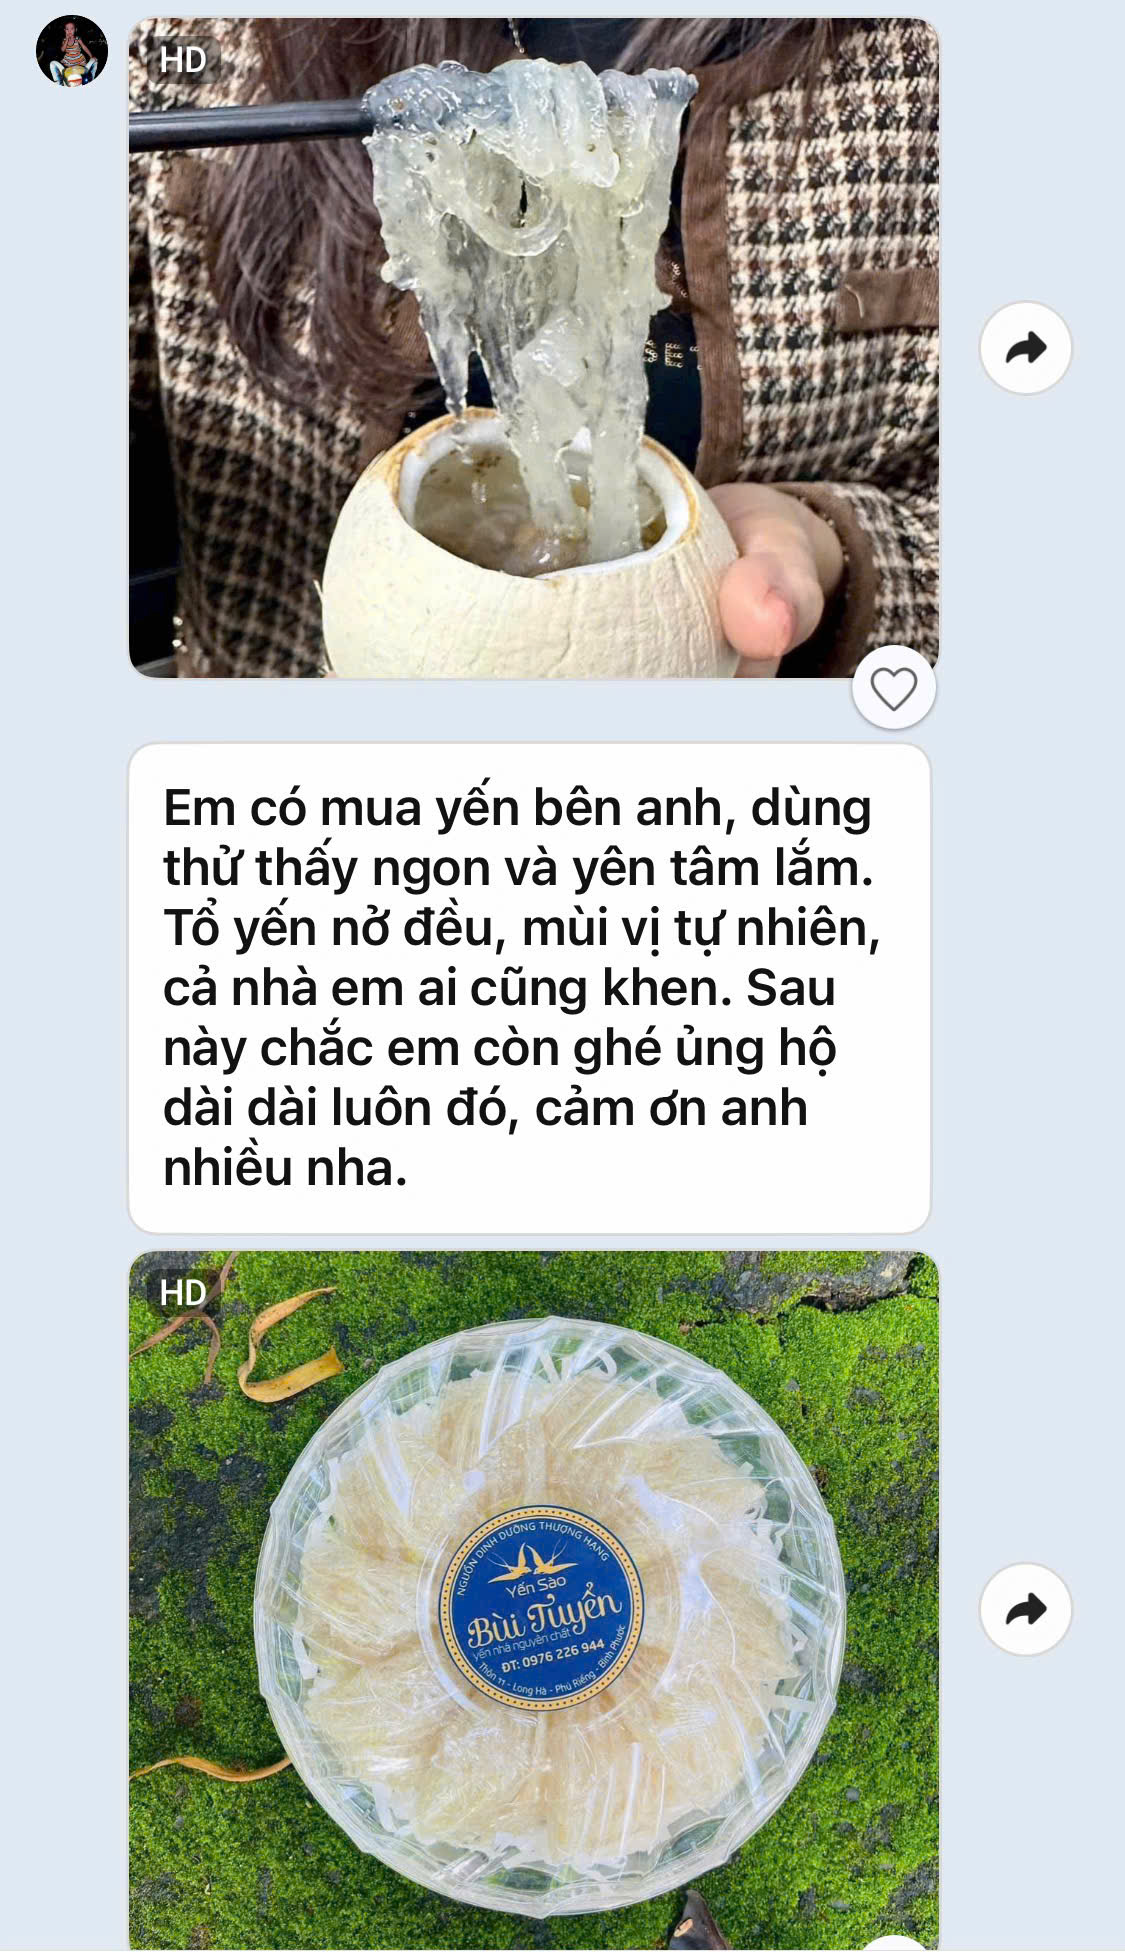 HD
Em có mua yến bên anh, dùng
thử thấy ngon và yên tâm lắm.
Tổ yến nở đều, mùi vị tự nhiên,
cả nhà em ai cũng khen. Sau
này chắc em còn ghé ủng hộ
dài dài luôn đó, cảm ơn anh
nhiều nha.
HD
NGUỒN DINH DƯỠNG THƯỢNG HẠNG
Yến Sào
Bùi Tuyển
yến nhà nguyên chất
ĐT: 0976 226 944
Thôn 11 - Long Hà - Phú Riềng - Bình Phước